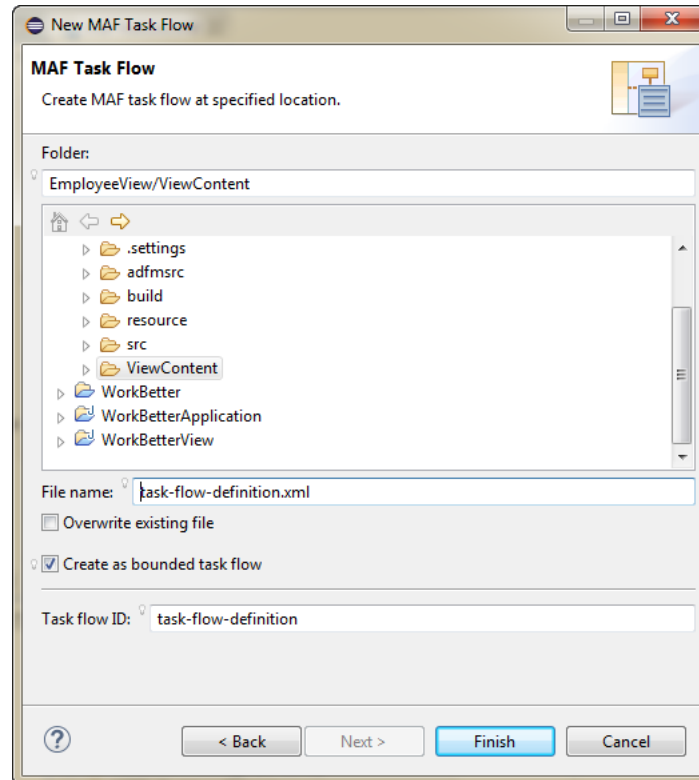 New MAF Task Flow
MAF Task Flow
Create MAF task flow at specified location.
Folder:
EmployeeView/ViewContent
.settings
adfmsrc
build
resource
src
ViewContent
WorkBetter
WorkBetterApplication
WorkBetterView
File name: task-flow-definition.xml
Overwrite existing file
Create as bounded task flow
Task flow ID: task-flow-definition
? < Back Next > Finish Cancel